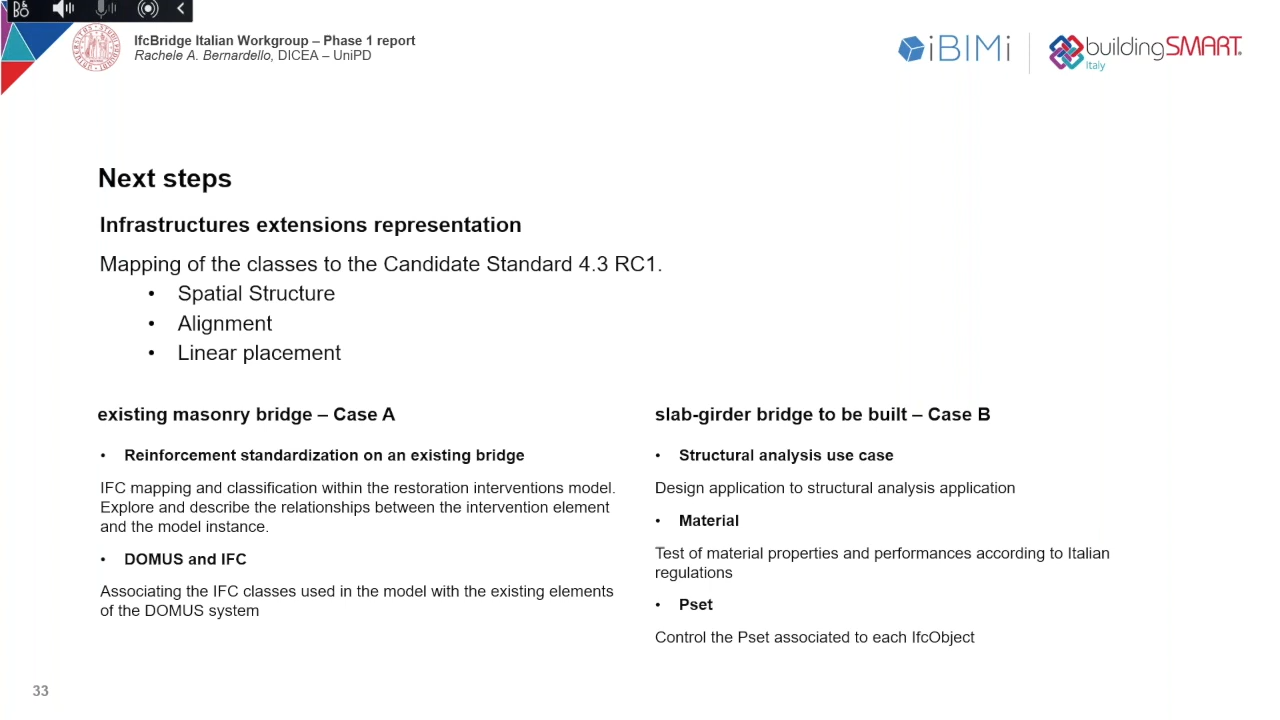 IfcBridge Italian Workgroup – Phase 1 report
Rachele A. Bernardello, DICEA – UniPD
iBIMi
buildingSMART
Italy
Next steps
Infrastructures extensions representation
Mapping of the classes to the Candidate Standard 4.3 RC1.
• Spatial Structure
• Alignment
• Linear placement
existing masonry bridge – Case A
• Reinforcement standardization on an existing bridge
IFC mapping and classification within the restoration interventions model.
Explore and describe the relationships between the intervention element
and the model instance.
• DOMUS and IFC
Associating the IFC classes used in the model with the existing elements
of the DOMUS system
slab-girder bridge to be built – Case B
• Structural analysis use case
Design application to structural analysis application
• Material
Test of material properties and performances according to Italian
regulations
• Pset
Control the Pset associated to each IfcObject
33